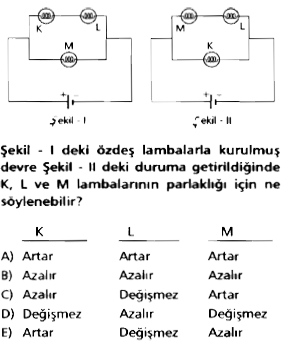 K L M L
M K
+ - + -
Şekil - I Şekil - II
Şekil - I deki özdeş lambalarla kurulmuş
devre Şekil - II deki duruma getirildiğinde
K, L ve M lambalarının parlaklığı için ne
söylenebilir?
K L M
A) Artar Artar Artar
B) Azalır Azalır Azalır
C) Azalır Değişmez Artar
D) Değişmez Azalır Değişmez
E) Artar Değişmez Azalır